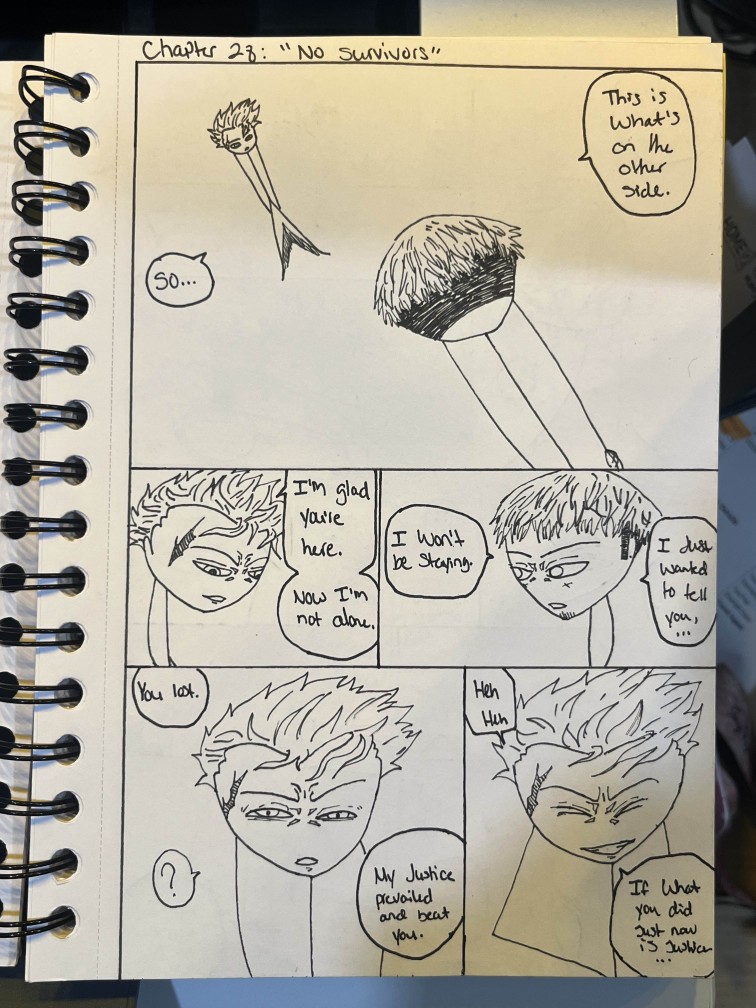 Chapter 28: "No Survivors"
This is
What's
on the
other
side.
SO...
I'm glad
you're
here.
Now I'm
not alone.
I Won't
be Staying.
I Just
Wanted
to tell
you,
...
You lost.
?
My Justice
prevailed
and beat
you.
Heh
Heh
If What
you did
Just now
is Justice
...